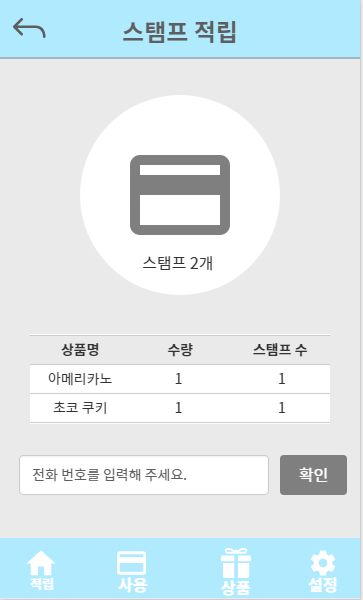 스탬프 적립
스탬프 2개
상품명 수량 스탬프 수
아메리카노 1 1
초코 쿠키 1 1
전화 번호를 입력해 주세요. 확인
적립 사용 상품 설정